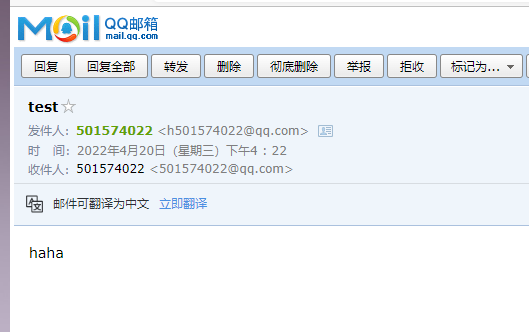 Mail QQ邮箱
mail.qq.com
回复 回复全部 转发 删除 彻底删除 举报 拒收 标记为...
test
发件人: 501574022 <h501574022@qq.com>
时 间: 2022年4月20日 (星期三) 下午4:22
收件人: 501574022 <501574022@qq.com>
邮件可翻译为中文 立即翻译
haha